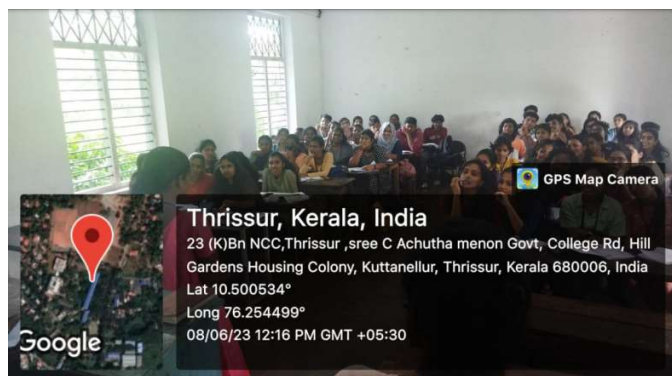 GPS Map Camera
Thrissur, Kerala, India
23 (K)Bn NCC,Thrissur ,sree C Achutha menon Govt, College Rd, Hill
Gardens Housing Colony, Kuttanellur, Thrissur, Kerala 680006, India
Lat 10.500534°
Long 76.254499°
08/06/23 12:16 PM GMT +05:30
Google